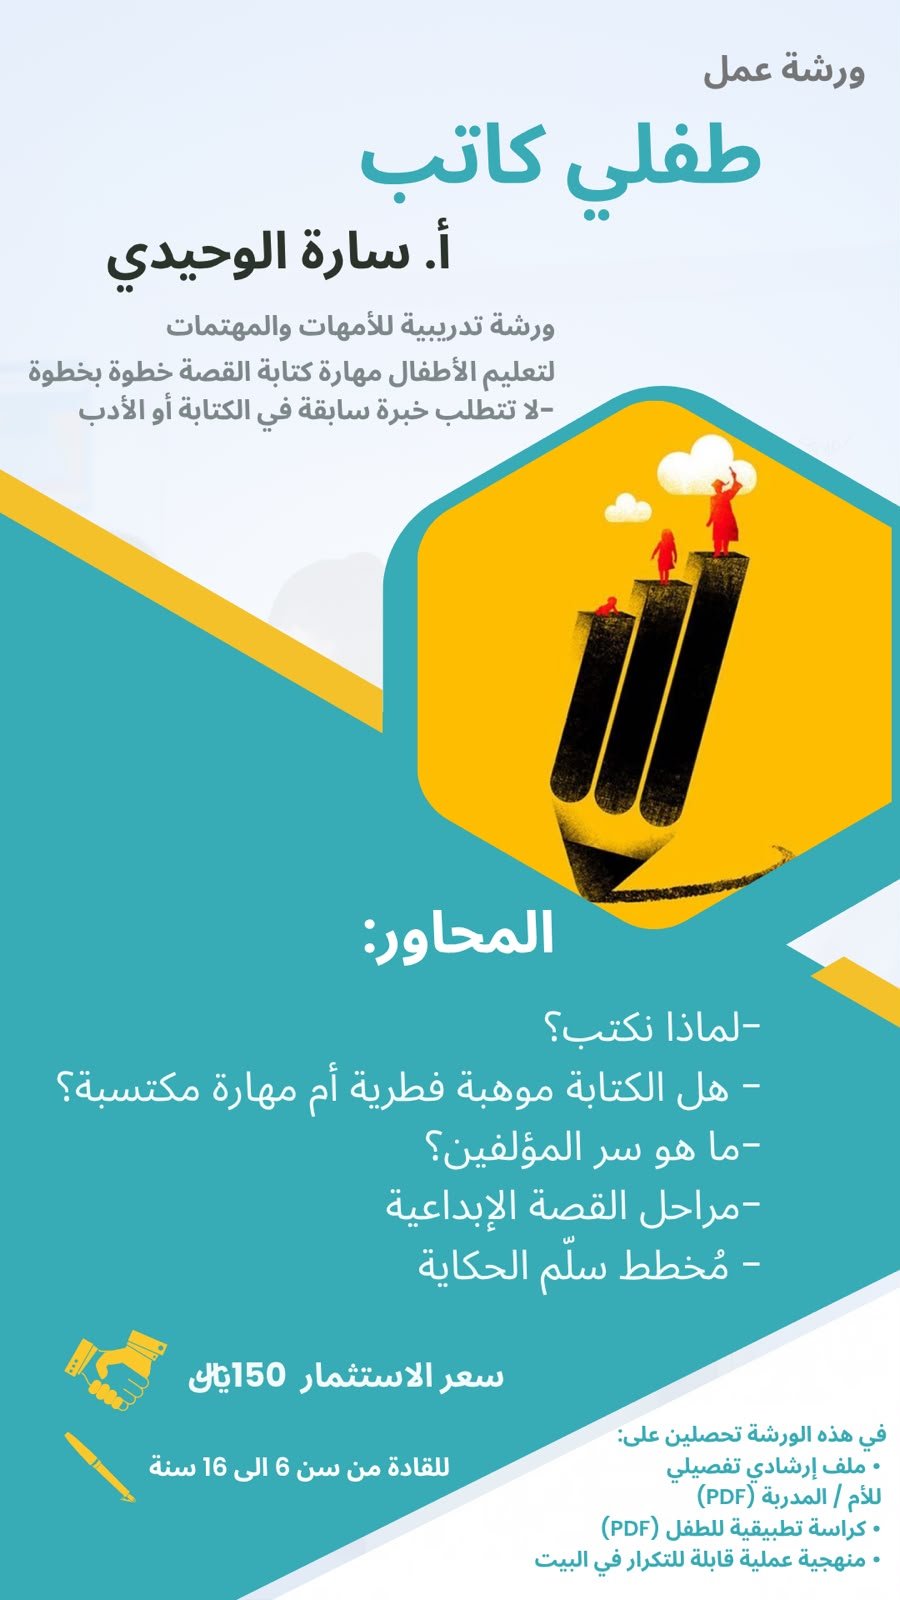 ورشة عمل
طفلي كاتب
أ. سارة الوحيدي
ورشة تدريبية للأمهات والمهتمات
لتعليم الأطفال مهارة كتابة القصة خطوة بخطوة
-لا تتطلب خبرة سابقة في الكتابة أو الأدب
المحاور:
-لماذا نكتب؟
- هل الكتابة موهبة فطرية أم مهارة مكتسبة؟
-ما هو سر المؤلفين؟
-مراحل القصة الإبداعية
- مُخطط سلّم الحكاية
سعر الاستثمار 150ريال
للقادة من سن 6 الى 16 سنة
في هذه الورشة تحصلين على:
• ملف إرشادي تفصيلي
للأم / المدربة (PDF)
• كراسة تطبيقية للطفل (PDF)
• منهجية عملية قابلة للتكرار في البيت